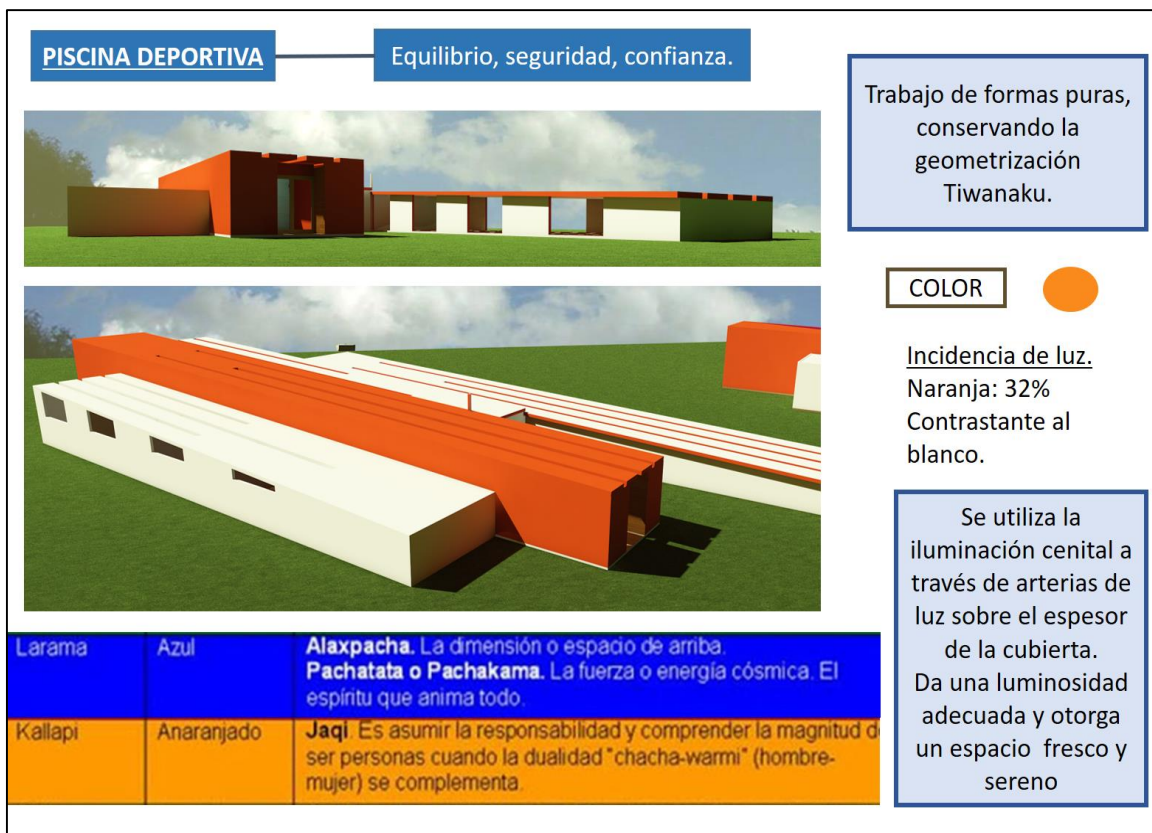 PISCINA DEPORTIVA
Equilibrio, seguridad, confianza.
Trabajo de formas puras,
conservando la
geometrización
Tiwanaku.
COLOR
Incidencia de luz.
Naranja: 32%
Contrastante al
blanco.
Se utiliza la
iluminación cenital a
través de arterias de
luz sobre el espesor
de la cubierta.
Da una luminosidad
adecuada y otorga
un espacio fresco y
sereno
Larama Azul Alaxpacha. La dimensión o espacio de arriba.
Pachatata o Pachakama. La fuerza o energía cósmica. El
espíritu que anima todo.
Kallapi Anaranjado Jaqi. Es asumir la responsabilidad y comprender la magnitud d
ser personas cuando la dualidad "chacha-warmi" (hombre-
mujer) se complementa.